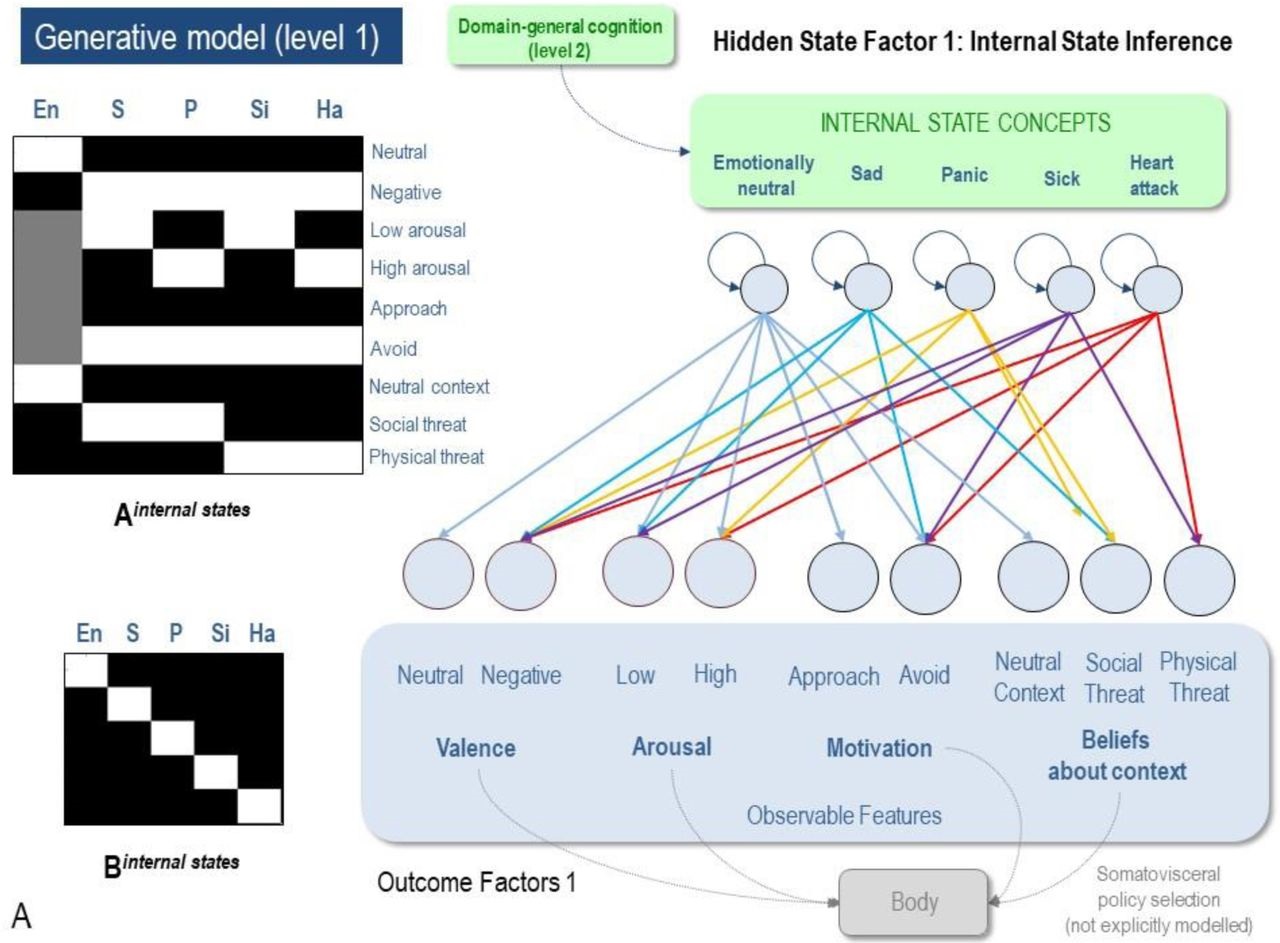 Generative model (level 1)
Domain-general cognition
(level 2)
Hidden State Factor 1: Internal State Inference
En S P Si Ha
Neutral
Negative
Low arousal
High arousal
Approach
Avoid
Neutral context
Social threat
Physical threat
A internal states
INTERNAL STATE CONCEPTS
Emotionally
neutral
Sad
Panic
Sick
Heart
attack
En S P Si Ha
B internal states
Neutral Negative
Low High
Approach Avoid
Neutral
Context
Social
Threat
Physical
Threat
Valence
Arousal
Motivation
Beliefs
about context
Observable Features
Outcome Factors 1
Body
Somatovisceral
policy selection
(not explicitly modelled)
A